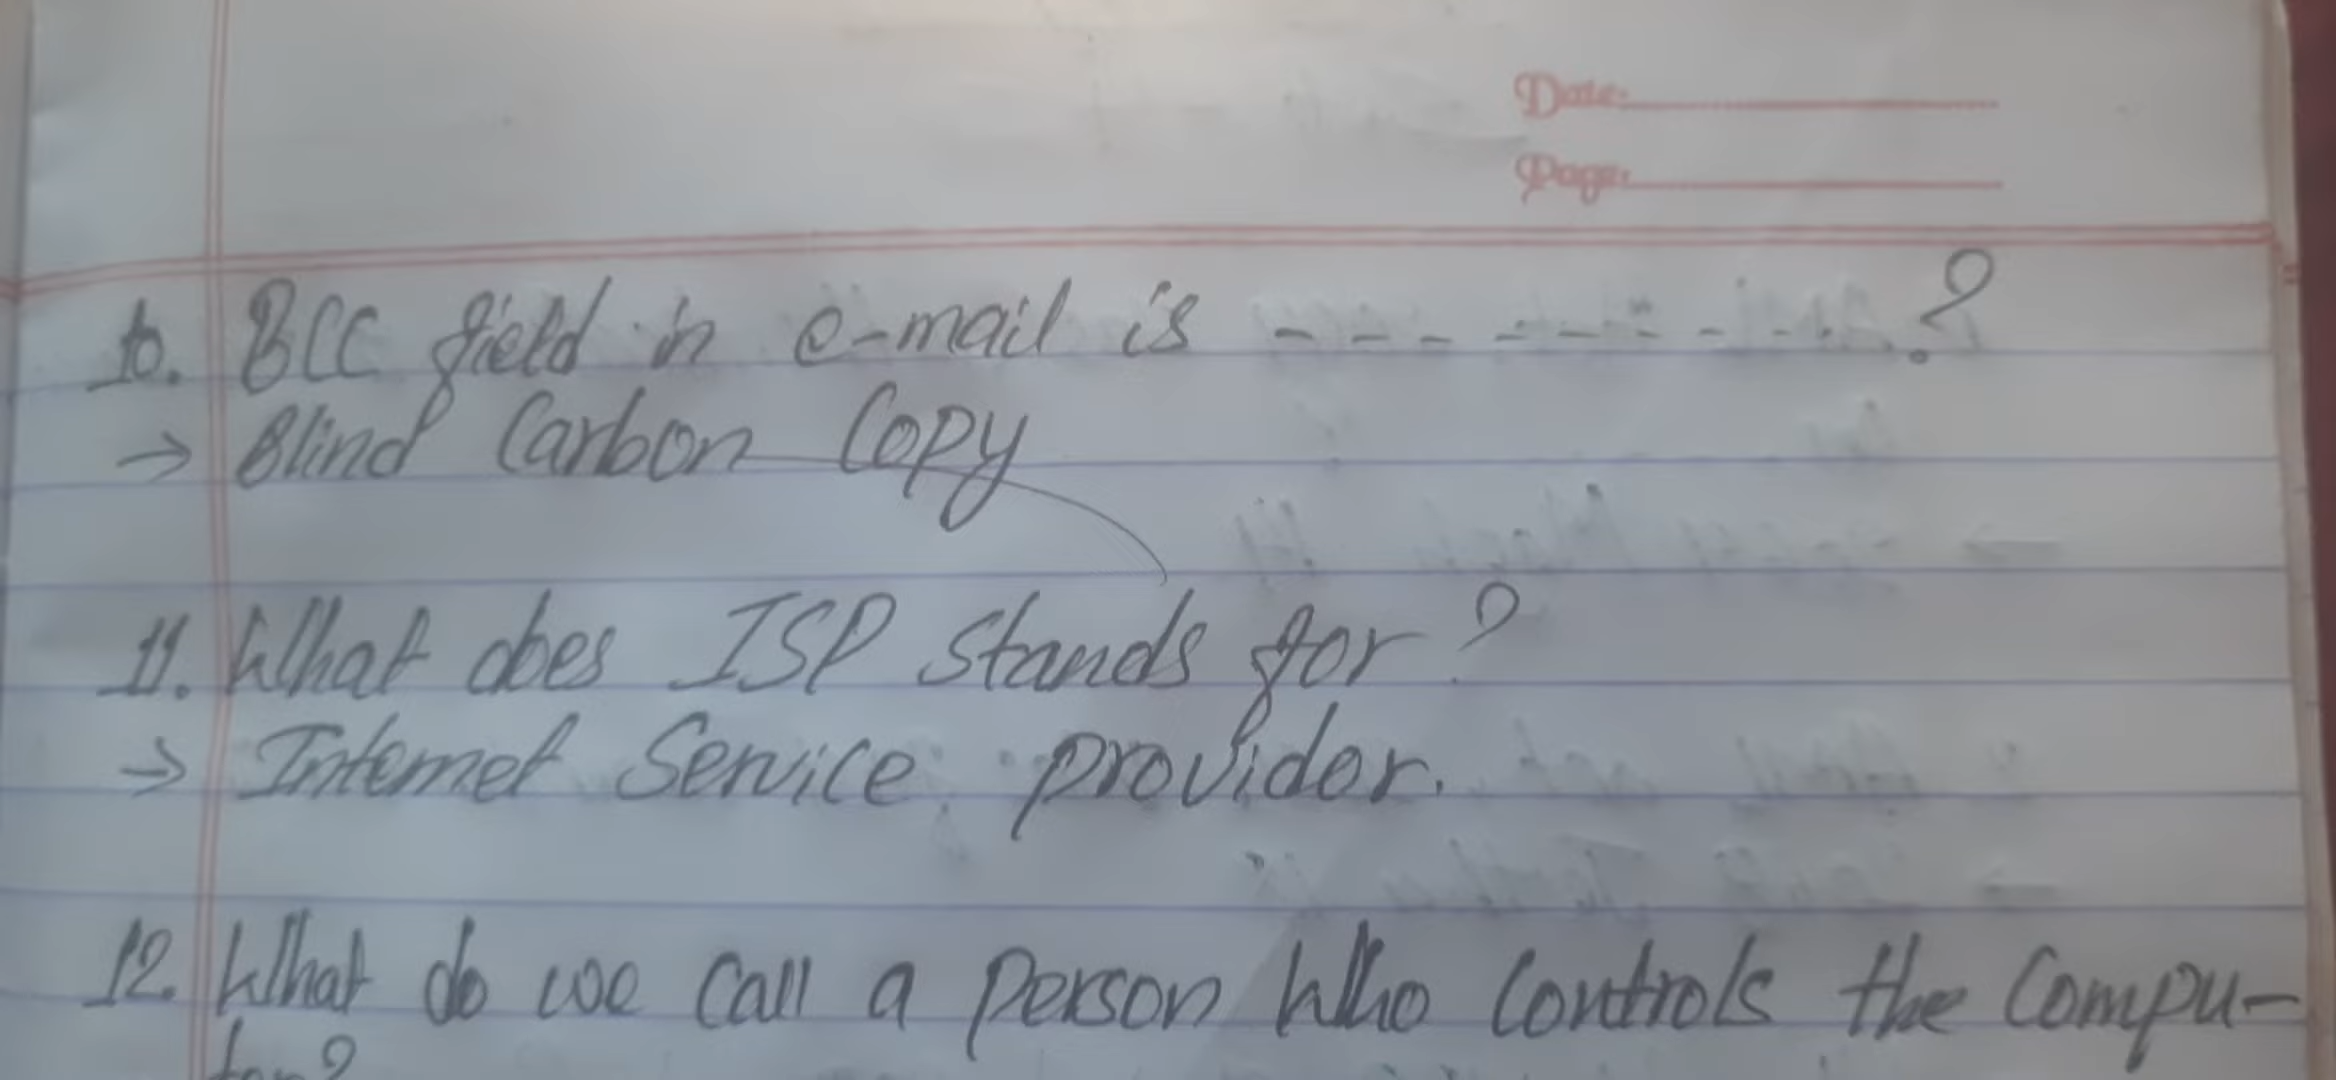 Date:
Page:
10. BCC field in e-mail is - - - - - - - - - .?
→ Blind Carbon Copy
11. What does ISP stands for?
→ Internet Service provider.
12. What do we call a person who controls the compu-
ter?